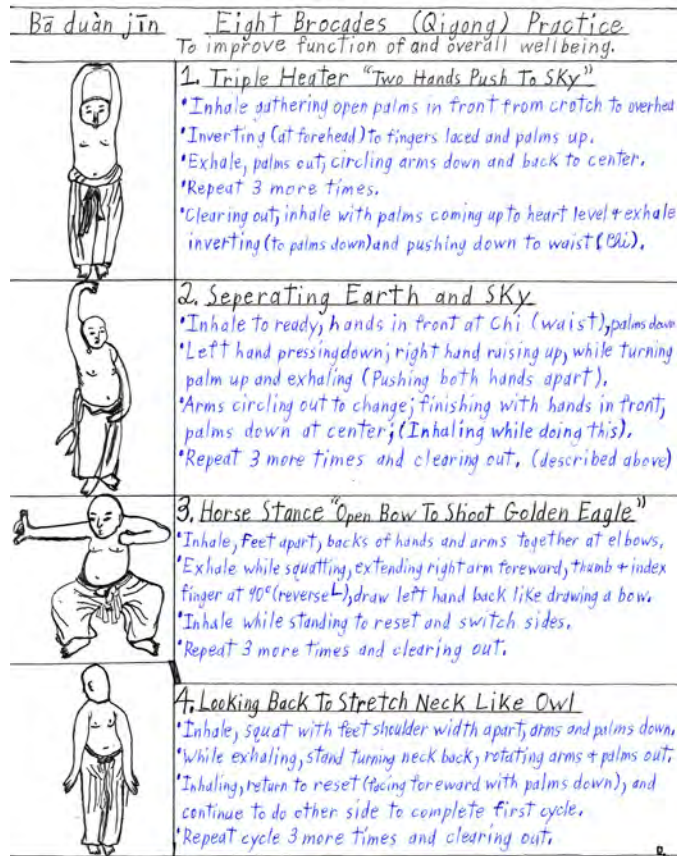 Bā duàn jīn
Eight Brocades (Qigong) Practice
To improve function of and overall wellbeing.
1. Triple Heater "Two Hands Push To Sky"
•Inhale gathering open palms in front from crotch to overhead
•Inverting (at forehead) to fingers laced and palms up.
•Exhale, palms out, circling arms down and back to center.
•Repeat 3 more times.
•Clearing out, inhale with palms coming up to heart level + exhale
inverting (to palms down) and pushing down to waist (Chi).
2. Seperating Earth and Sky
•Inhale to ready, hands in front at Chi (waist), palms down
•Left hand pressing down; right hand raising up, while turning
palm up and exhaling (Pushing both hands apart).
•Arms circling out to change; finishing with hands in front,
palms down at center; (Inhaling while doing this).
•Repeat 3 more times and clearing out. (described above)
3. Horse Stance "Open Bow To Shoot Golden Eagle"
•Inhale, feet apart, backs of hands and arms together at elbows.
•Exhale while squatting, extending right arm foreward, thumb + index
finger at 90° (reverse L), draw left hand back like drawing a bow.
•Inhale while standing to reset and switch sides.
•Repeat 3 more times and clearing out.
4. Looking Back To Stretch Neck Like Owl
•Inhale, squat with feet shoulder width apart, arms and palms down.
•While exhaling, stand turning neck back, rotating arms + palms out.
•Inhaling, return to reset (facing foreward with palms down), and
continue to do other side to complete first cycle.
•Repeat cycle 3 more times and clearing out.